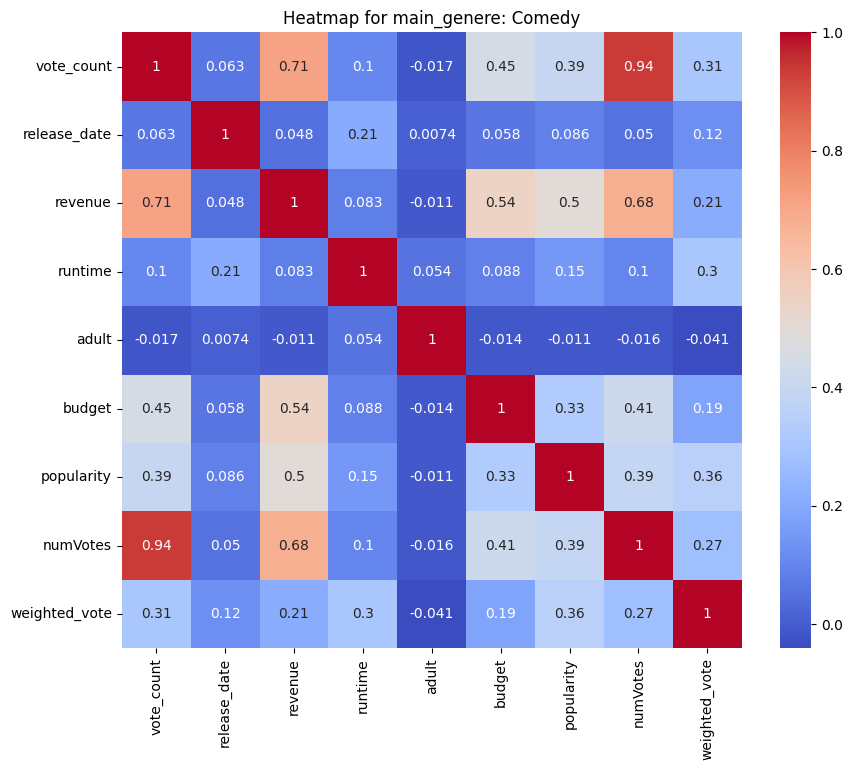 Heatmap for main_genere: Comedy
vote_count 1 0.063 0.71 0.1 -0.017 0.45 0.39 0.94 0.31
release_date 0.063 1 0.048 0.21 0.0074 0.058 0.086 0.05 0.12
revenue 0.71 0.048 1 0.083 -0.011 0.54 0.5 0.68 0.21
runtime 0.1 0.21 0.083 1 0.054 0.088 0.15 0.1 0.3
adult -0.017 0.0074 -0.011 0.054 1 -0.014 -0.011 -0.016 -0.041
budget 0.45 0.058 0.54 0.088 -0.014 1 0.33 0.41 0.19
popularity 0.39 0.086 0.5 0.15 -0.011 0.33 1 0.39 0.36
numVotes 0.94 0.05 0.68 0.1 -0.016 0.41 0.39 1 0.27
weighted_vote 0.31 0.12 0.21 0.3 -0.041 0.19 0.36 0.27 1
vote_count release_date revenue runtime adult budget popularity numVotes weighted_vote
1.0
0.8
0.6
0.4
0.2
0.0